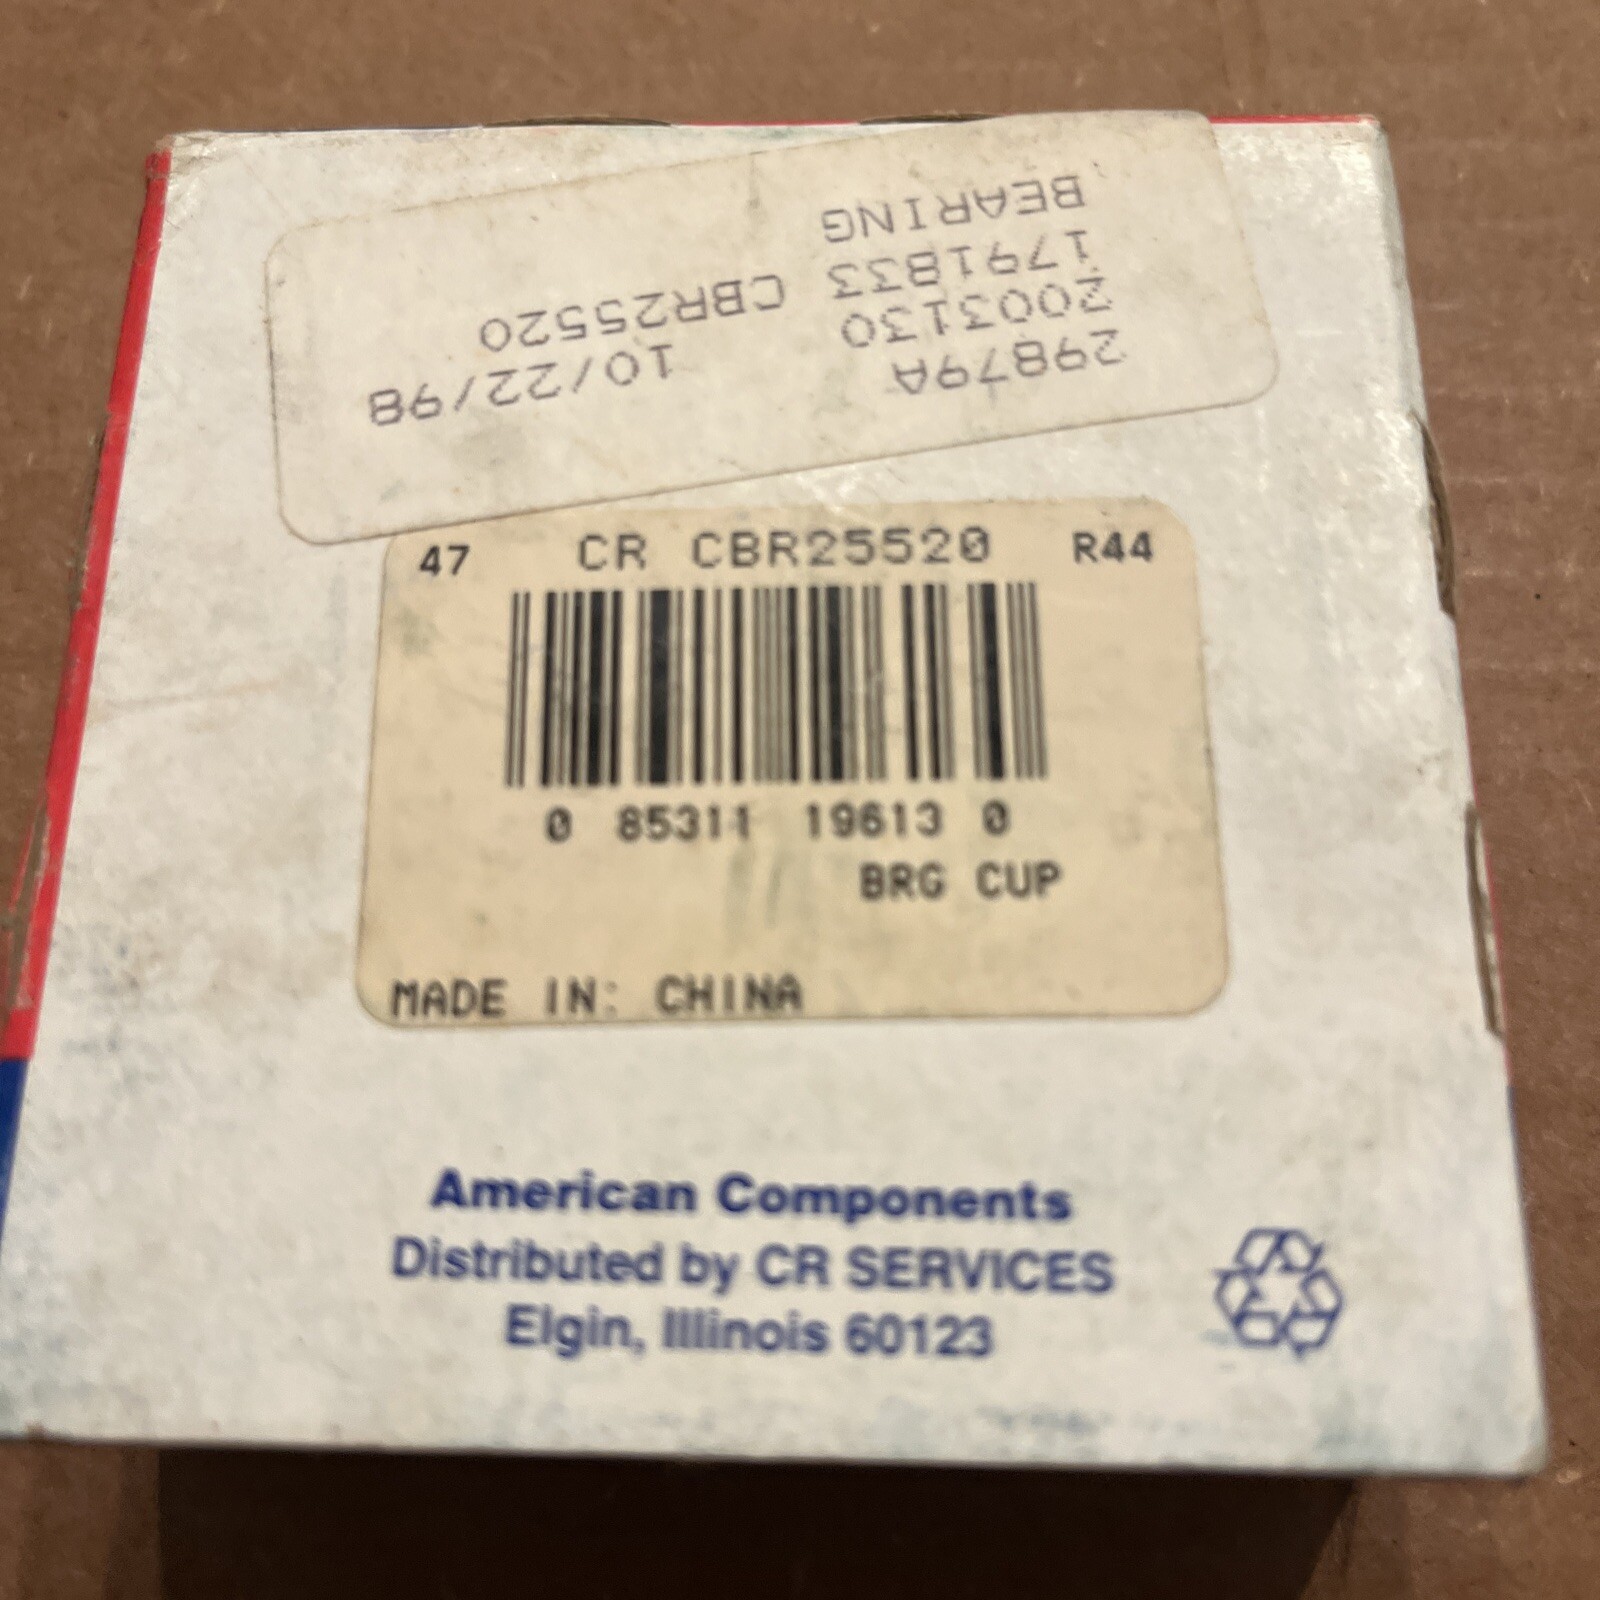 BEARING
1791833 CBR25520
2003130
29879A 10/22/98
47 CR CBR25520 R44
0 85311 19613 0
BRG CUP
MADE IN: CHINA
American Components
Distributed by CR SERVICES
Elgin, Illinois 60123